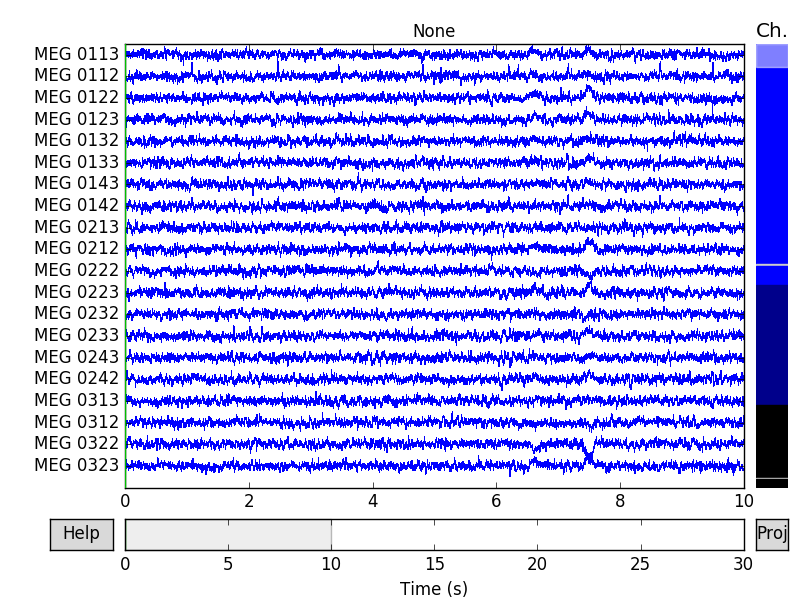 None
Ch.
MEG 0113
MEG 0112
MEG 0122
MEG 0123
MEG 0132
MEG 0133
MEG 0143
MEG 0142
MEG 0213
MEG 0212
MEG 0222
MEG 0223
MEG 0232
MEG 0233
MEG 0243
MEG 0242
MEG 0313
MEG 0312
MEG 0322
MEG 0323
0 2 4 6 8 10
Help
Proj
0 5 10 15 20 25 30
Time (s)